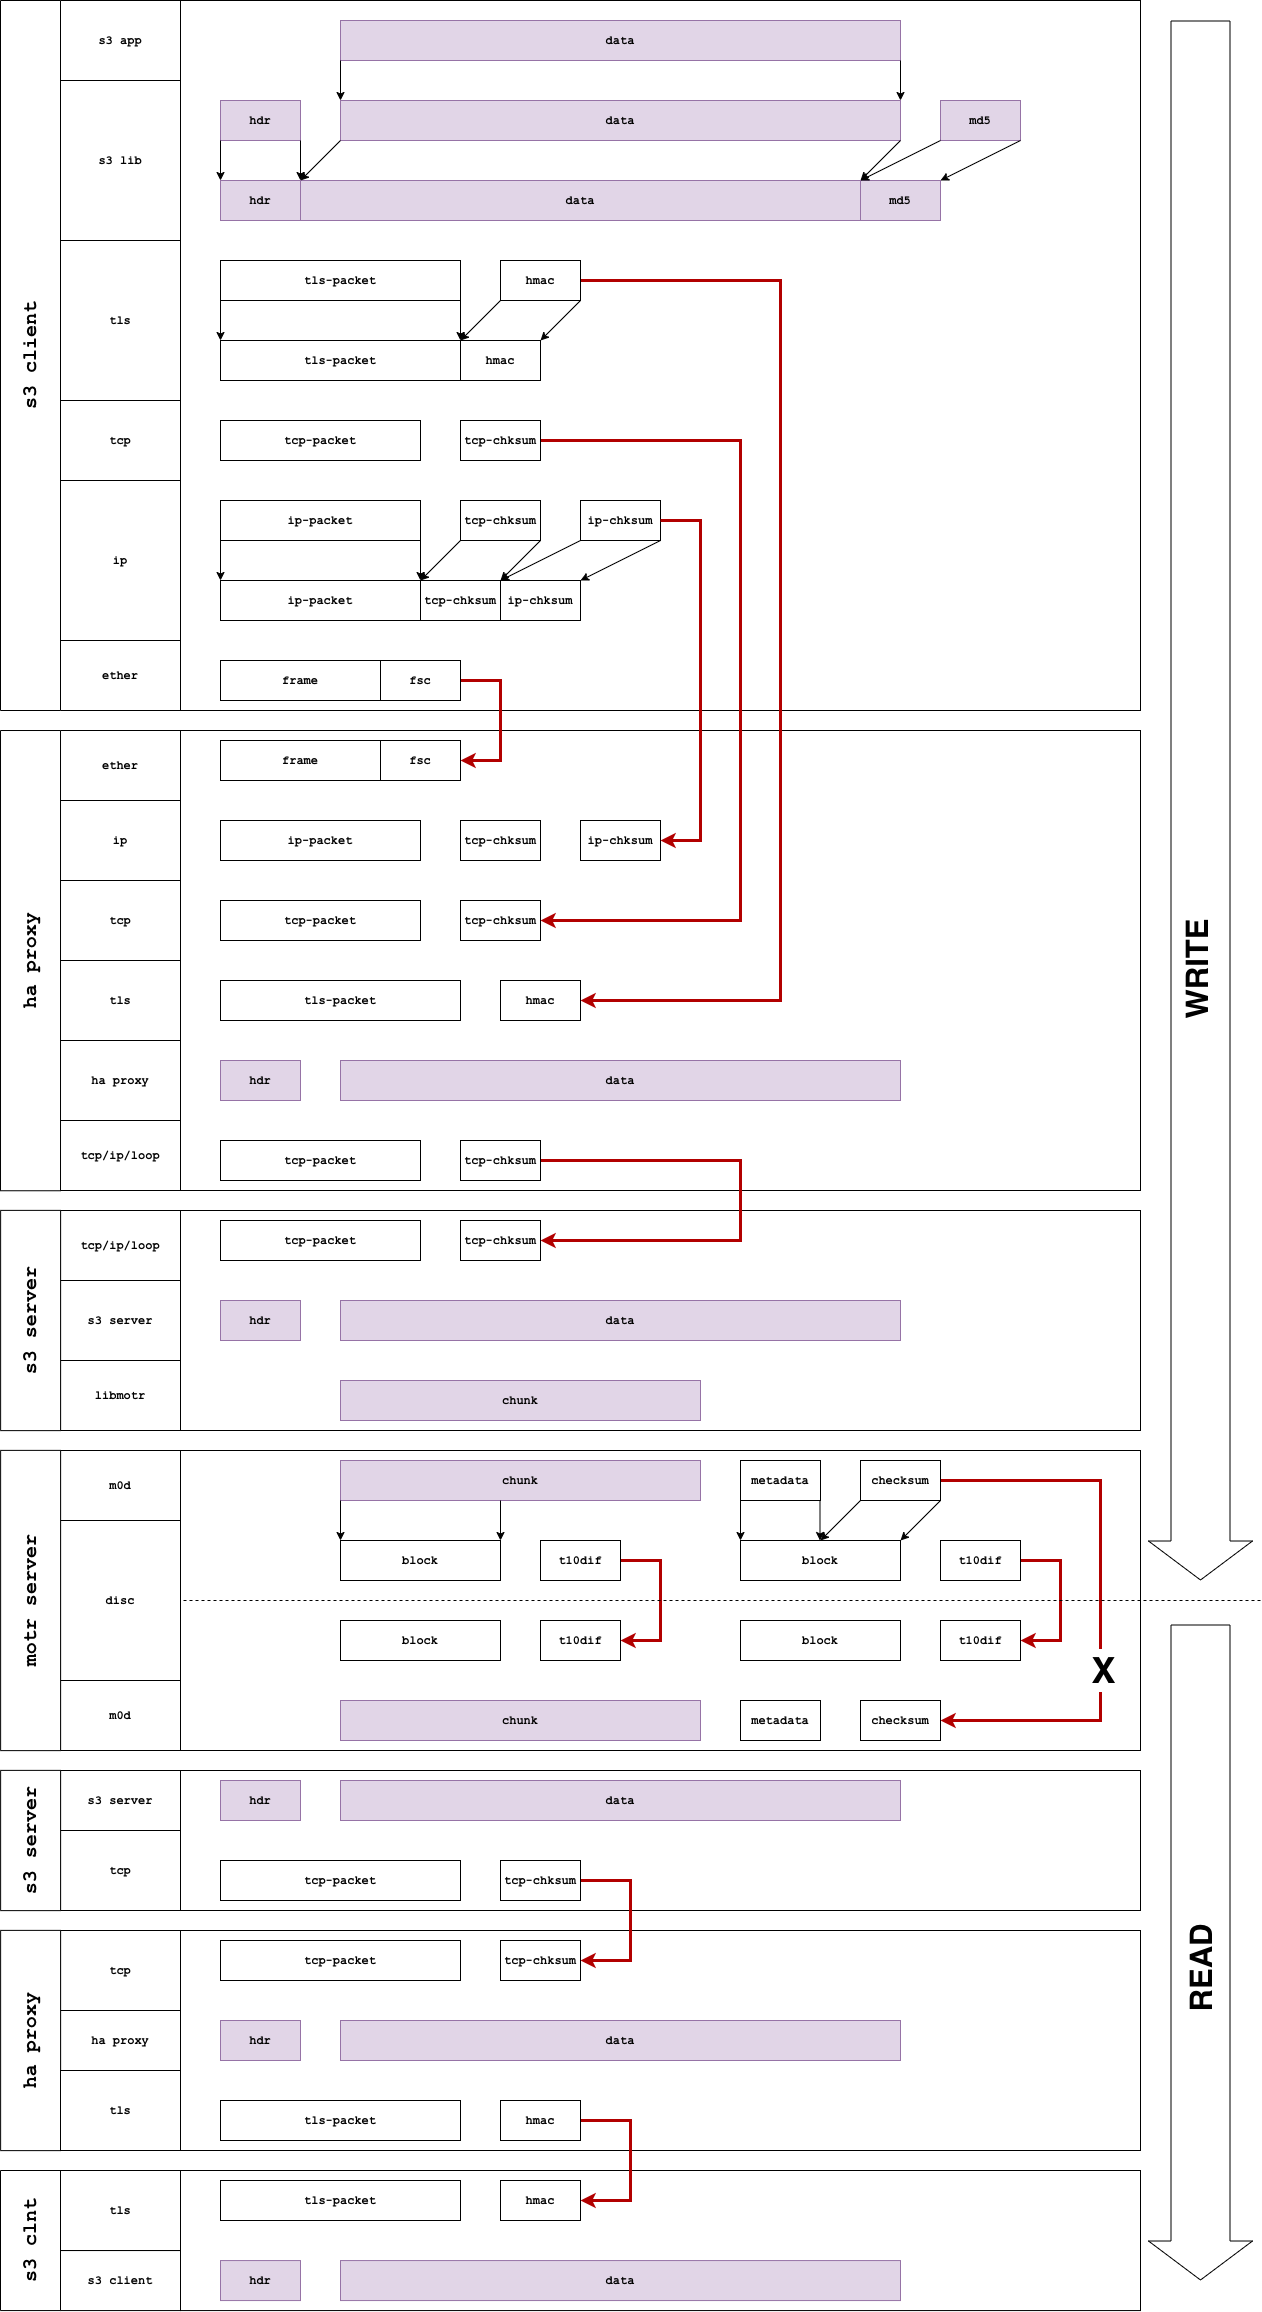 s3 client
s3 app
data
s3 lib
hdr
data
md5
hdr
data
md5
tls
tls-packet
hmac
tls-packet
hmac
tcp
tcp-packet
tcp-chksum
ip
ip-packet
tcp-chksum
ip-chksum
ip-packet
tcp-chksum
ip-chksum
ether
frame
fsc
ha proxy
ether
frame
fsc
ip
ip-packet
tcp-chksum
ip-chksum
tcp
tcp-packet
tcp-chksum
tls
tls-packet
hmac
ha proxy
hdr
data
tcp/ip/loop
tcp-packet
tcp-chksum
WRITE
s3 server
tcp/ip/loop
tcp-packet
tcp-chksum
s3 server
hdr
data
libmotr
chunk
motr server
m0d
chunk
metadata
checksum
disc
block
t10dif
block
t10dif
block
t10dif
block
t10dif
X
m0d
chunk
metadata
checksum
s3 server
s3 server
hdr
data
tcp
tcp-packet
tcp-chksum
ha proxy
tcp
tcp-packet
tcp-chksum
ha proxy
hdr
data
tls
tls-packet
hmac
READ
s3 clnt
tls
tls-packet
hmac
s3 client
hdr
data